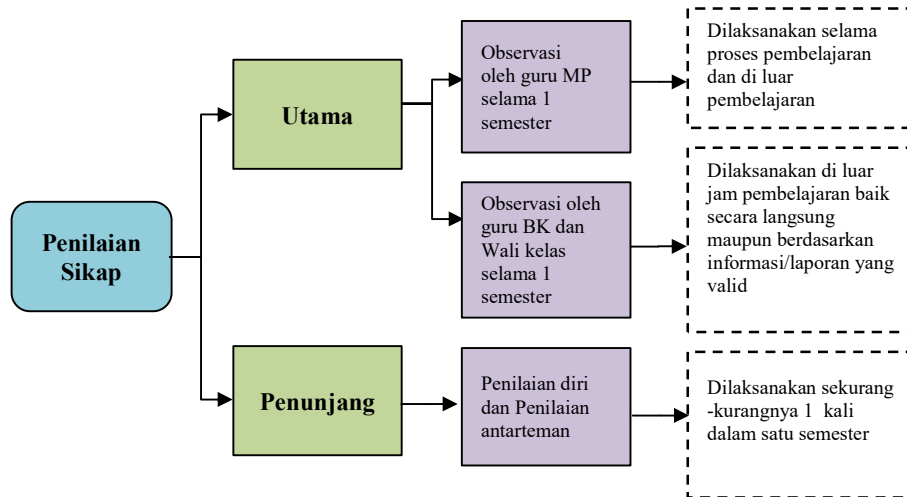 Penilaian
Sikap
Utama
Observasi
oleh guru MP
selama 1
semester
Dilaksanakan selama
proses pembelajaran
dan di luar
pembelajaran
Observasi oleh
guru BK dan
Wali kelas
selama 1
semester
Dilaksanakan di luar
jam pembelajaran baik
secara langsung
maupun berdasarkan
informasi/laporan yang
valid
Penunjang
Penilaian diri
dan Penilaian
antarteman
Dilaksanakan sekurang
-kurangnya 1 kali
dalam satu semester